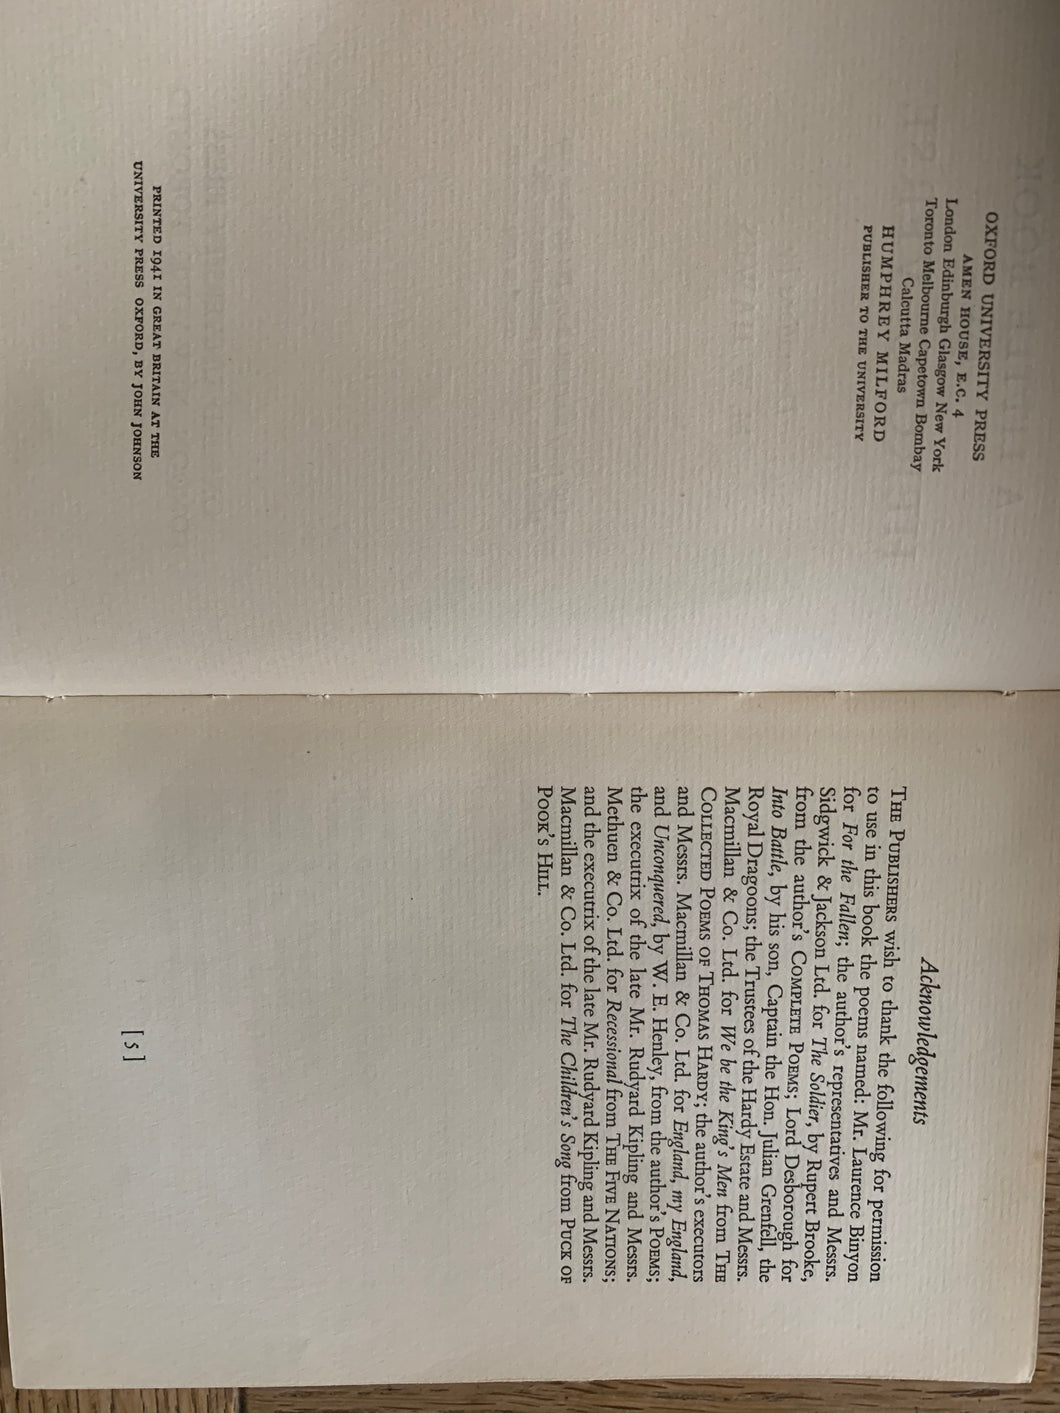 OXFORD UNIVERSITY PRESS
AMEN HOUSE, E.C. 4
London Edinburgh Glasgow New York
Toronto Melbourne Capetown Bombay
Calcutta Madras
HUMPHREY MILFORD
PUBLISHER TO THE UNIVERSITY
PRINTED 1941 IN GREAT BRITAIN AT THE
UNIVERSITY PRESS OXFORD, BY JOHN JOHNSON
Acknowledgements
THE PUBLISHERS wish to thank the following for permission
to use in this book the poems named: Mr. Laurence Binyon
for For the Fallen; the author's representatives and Messrs.
Sidgwick & Jackson Ltd. for The Soldier, by Rupert Brooke,
from the author's COMPLETE POEMS; Lord Desborough for
Into Battle, by his son, Captain the Hon. Julian Grenfell, the
Royal Dragoons; the Trustees of the Hardy Estate and Messrs.
Macmillan & Co. Ltd. for We be the King's Men from THE
COLLECTED POEMS OF THOMAS HARDY; the author's executors
and Messrs. Macmillan & Co. Ltd. for England, my England,
and Unconquered, by W. E. Henley, from the author's POEMS;
the executrix of the late Mr. Rudyard Kipling and Messrs.
Methuen & Co. Ltd. for Recessional from THE FIVE NATIONS;
and the executrix of the late Mr. Rudyard Kipling and Messrs.
Macmillan & Co. Ltd. for The Children's Song from PUCK OF
POOK'S HILL.
[ 5 ]